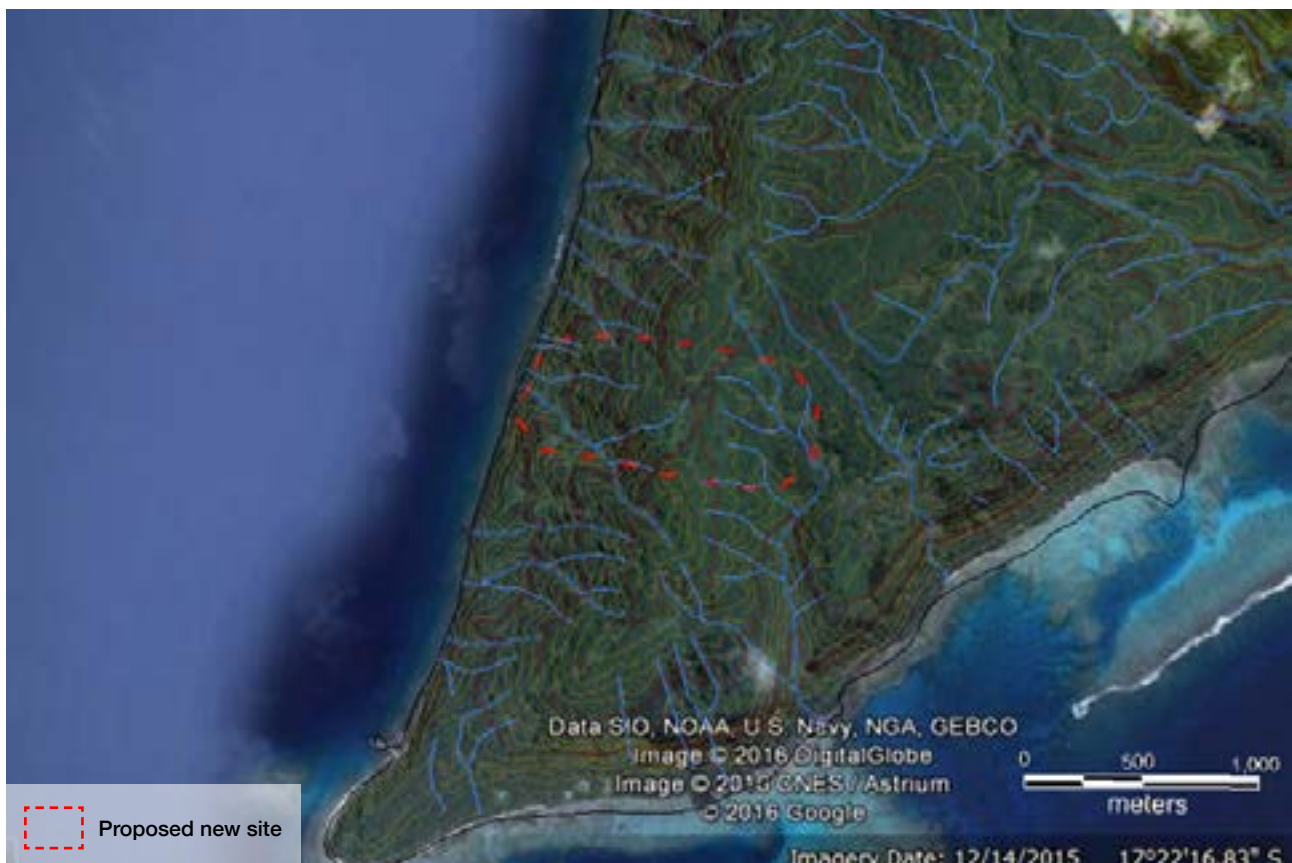 Data SIO, NOAA, U.S. Navy, NGA, GEBCO
Image © 2016 DigitalGlobe
Image © 2016 CNES / Astrium
© 2016 Google
0 500 1,000
meters
Proposed new site
Imagery Date: 12/14/2015 17°22'16.83" S